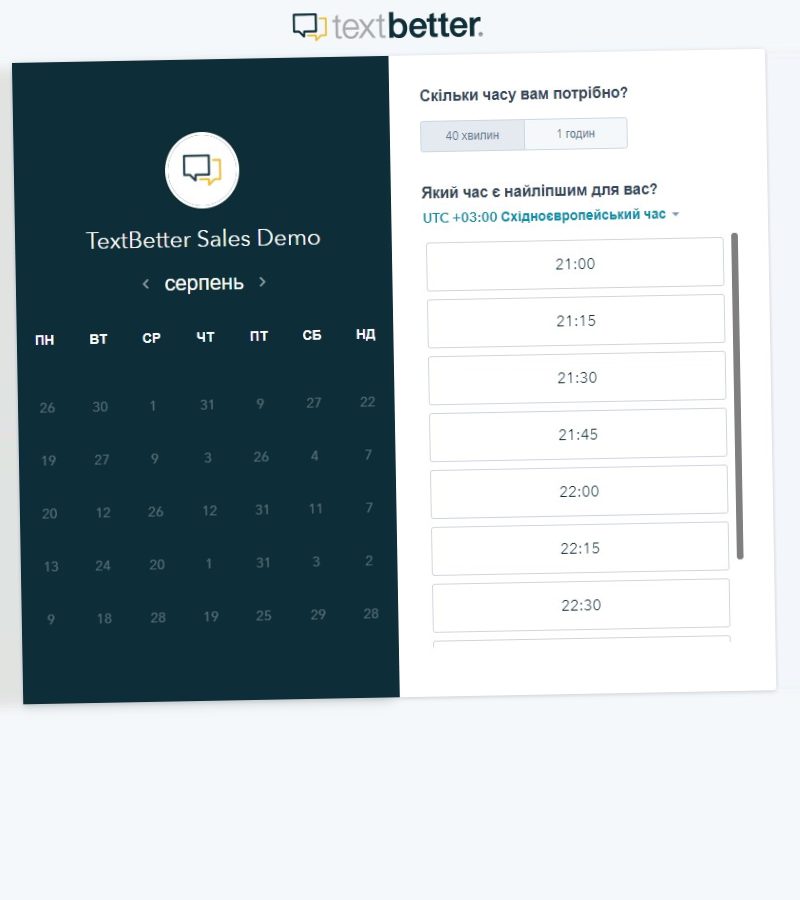 textbetter.
TextBetter Sales Demo
серпень
ПН ВТ СР ЧТ ПТ СБ НД
26 30 1 31 9 27 22
19 27 9 3 26 4 7
20 12 26 12 31 11 7
13 24 20 1 31 3 2
9 18 28 19 25 29 28
Скільки часу вам потрібно?
40 хвилин 1 годин
Який час є найліпшим для вас?
UTC +03:00 Східноєвропейський час
21:00
21:15
21:30
21:45
22:00
22:15
22:30